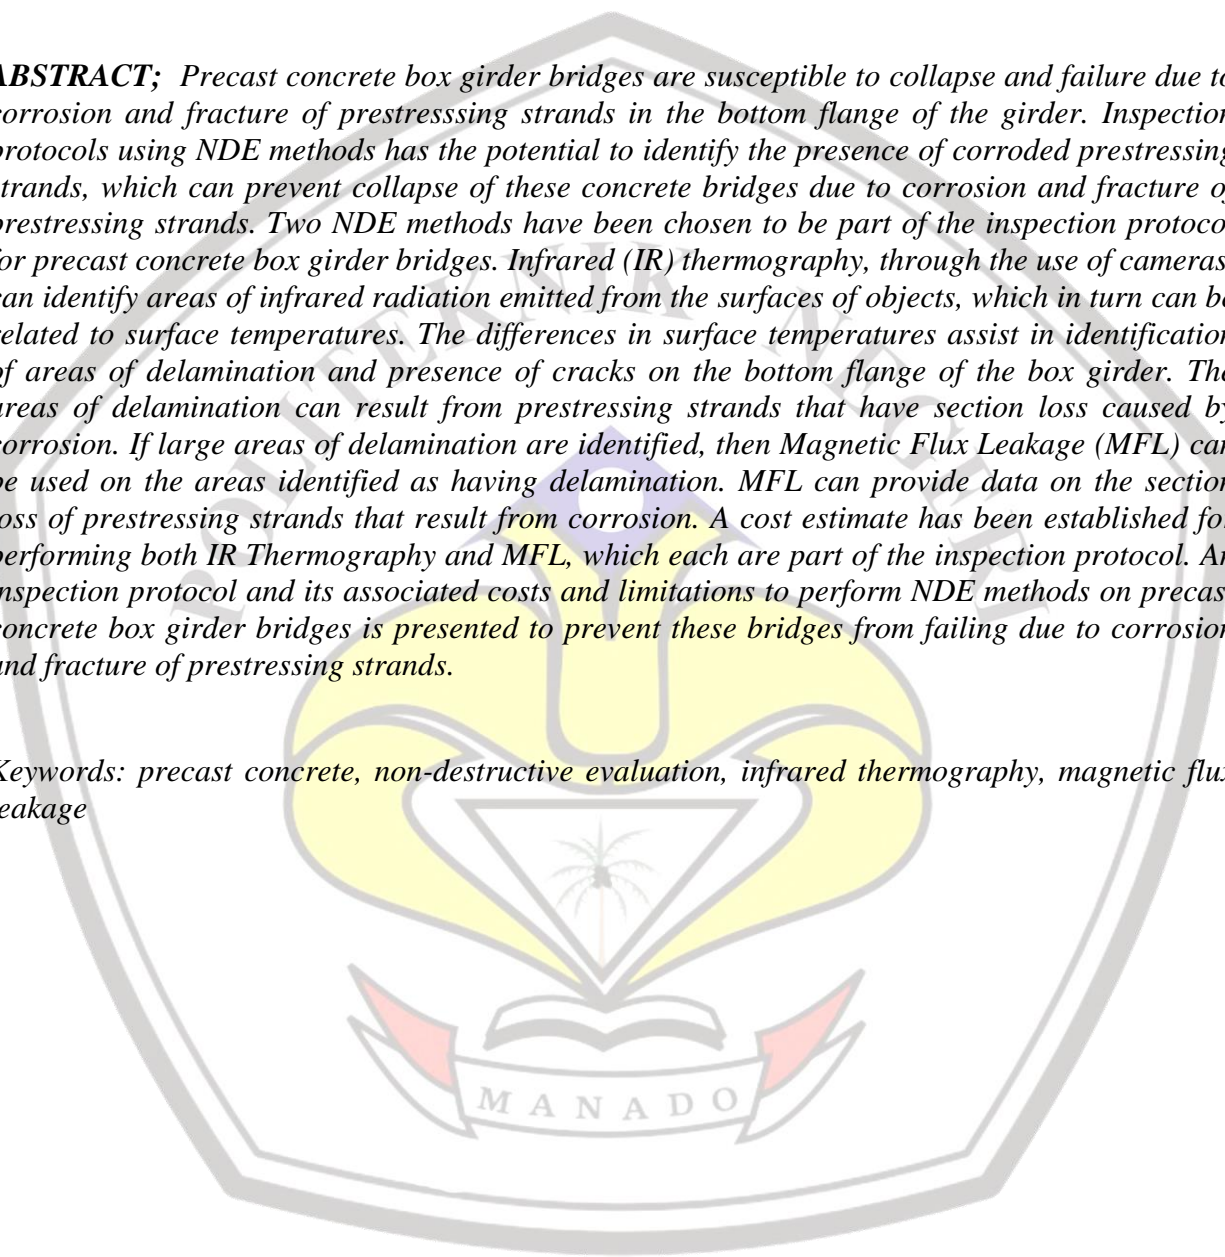 ABSTRACT; Precast concrete box girder bridges are susceptible to collapse and failure due to
corrosion and fracture of prestresssing strands in the bottom flange of the girder. Inspection
protocols using NDE methods has the potential to identify the presence of corroded prestressing
strands, which can prevent collapse of these concrete bridges due to corrosion and fracture of
prestressing strands. Two NDE methods have been chosen to be part of the inspection protocol
for precast concrete box girder bridges. Infrared (IR) thermography, through the use of cameras,
can identify areas of infrared radiation emitted from the surfaces of objects, which in turn can be
related to surface temperatures. The differences in surface temperatures assist in identification
of areas of delamination and presence of cracks on the bottom flange of the box girder. The
areas of delamination can result from prestressing strands that have section loss caused by
corrosion. If large areas of delamination are identified, then Magnetic Flux Leakage (MFL) can
be used on the areas identified as having delamination. MFL can provide data on the section
loss of prestressing strands that result from corrosion. A cost estimate has been established for
performing both IR Thermography and MFL, which each are part of the inspection protocol. An
inspection protocol and its associated costs and limitations to perform NDE methods on precast
concrete box girder bridges is presented to prevent these bridges from failing due to corrosion
and fracture of prestressing strands.
Keywords: precast concrete, non-destructive evaluation, infrared thermography, magnetic flux
leakage
POLITEKNIK NEGERI
MANADO